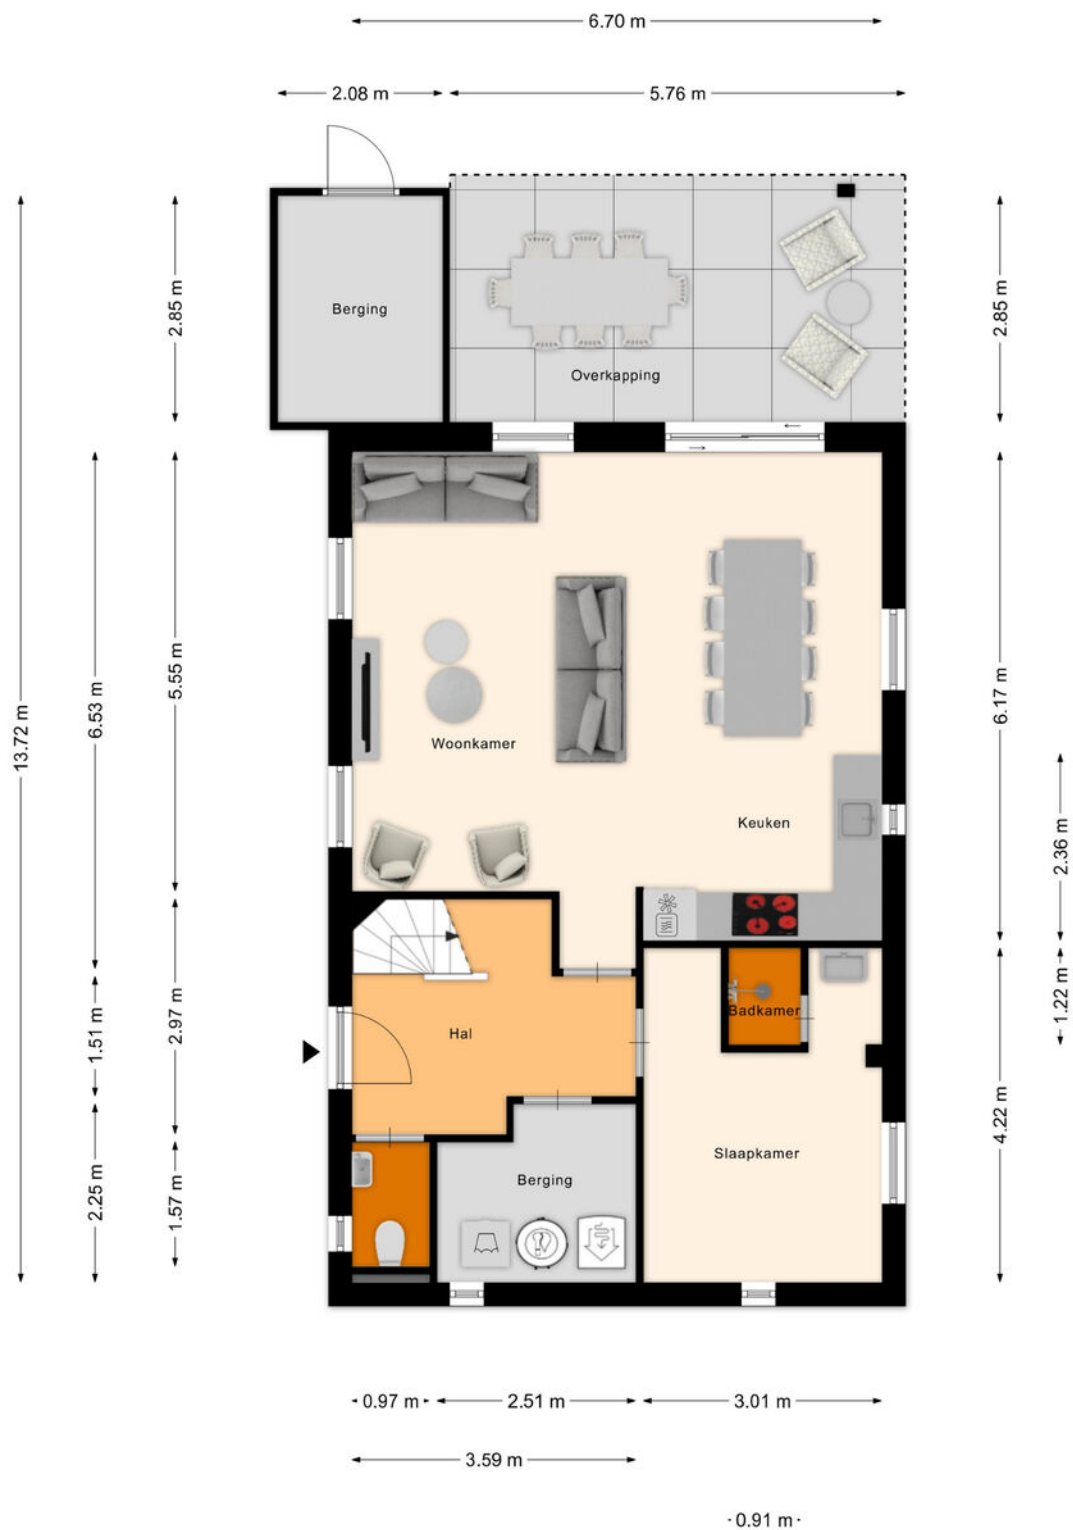 6.70 m
2.08 m
5.76 m
2.85 m
2.85 m
Berging
Overkapping
13.72 m
6.53 m
5.55 m
6.17 m
Woonkamer
Keuken
2.36 m
1.51 m
2.97 m
1.22 m
Hal
Badkamer
4.22 m
2.25 m
1.57 m
Berging
Slaapkamer
0.97 m
2.51 m
3.01 m
3.59 m
0.91 m